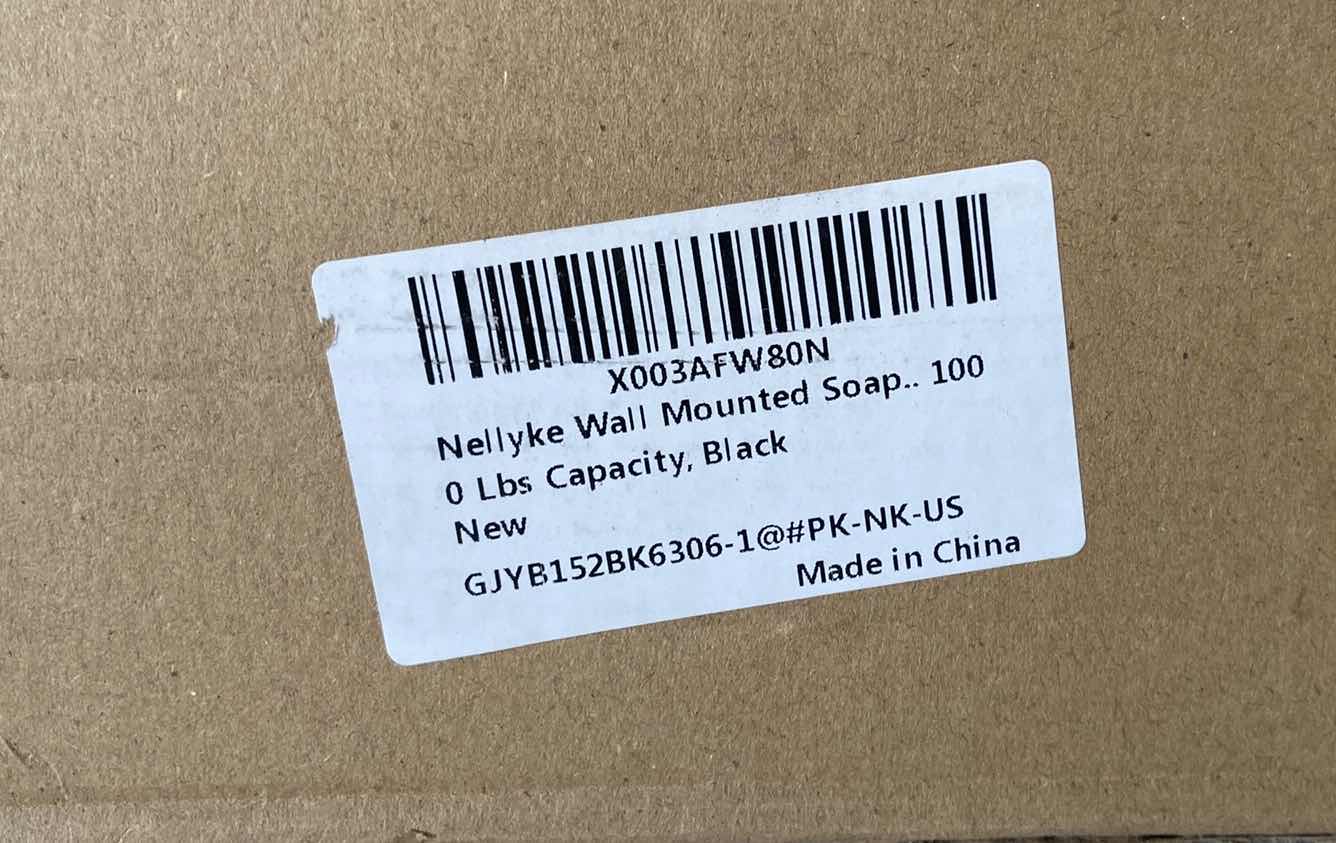 X003AFW80N
Nellyke Wall Mounted Soap.. 100
0 Lbs Capacity, Black
New
GJYB152BK6306-1@#PK-NK-US
Made in China